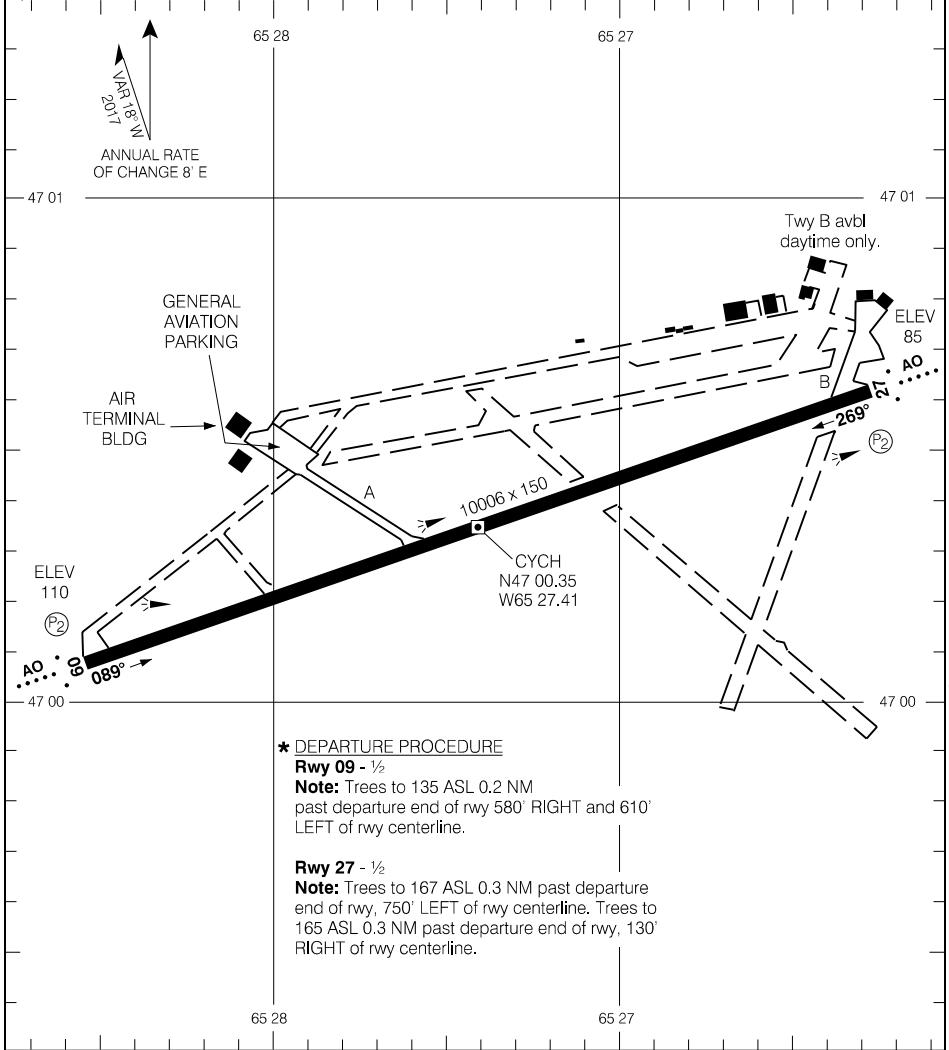 65 28
65 27
VAR 18° W
2017
ANNUAL RATE
OF CHANGE 8' E
47 01
47 01
Twy B avbl
daytime only.
GENERAL
AVIATION
PARKING
ELEV
85
AO
27
B
269°
P2
AIR
TERMINAL
BLDG
A
10006 x 150
CYCH
N47 00.35
W65 27.41
ELEV
110
P2
AO
09
089°
47 00
47 00
* DEPARTURE PROCEDURE
Rwy 09 - ½
Note: Trees to 135 ASL 0.2 NM
past departure end of rwy 580' RIGHT and 610'
LEFT of rwy centerline.
Rwy 27 - ½
Note: Trees to 167 ASL 0.3 NM past departure
end of rwy, 750' LEFT of rwy centerline. Trees to
165 ASL 0.3 NM past departure end of rwy, 130'
RIGHT of rwy centerline.
65 28
65 27